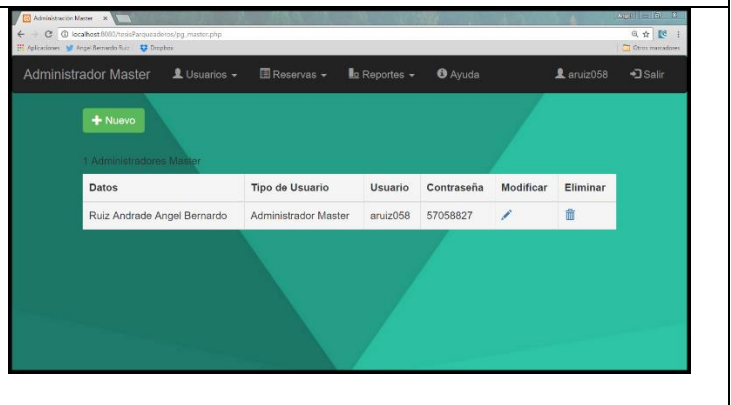 Administración Master
localhost:8080/tesisParqueaderos/pg_master.php
Aplicaciones Angel Bernardo Ruiz Dropbox Otros marcadores
Administrador Master Usuarios Reservas Reportes Ayuda aruiz058 Salir
Nuevo
1 Administradores Master
Datos Tipo de Usuario Usuario Contraseña Modificar Eliminar
Ruiz Andrade Angel Bernardo Administrador Master aruiz058 57058827